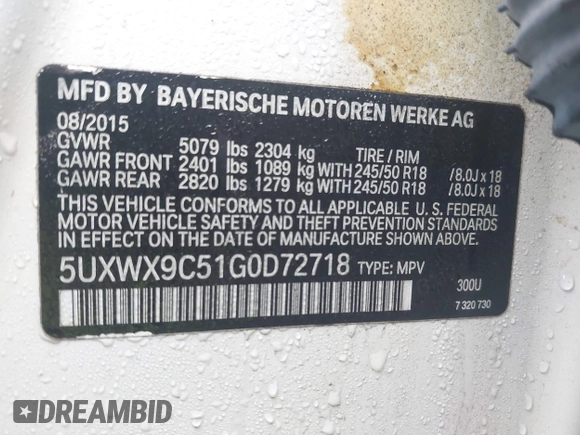 MFD BY BAYERISCHE MOTOREN WERKE AG
08/2015
GVWR 5079 lbs 2304 kg TIRE / RIM
GAWR FRONT 2401 lbs 1089 kg WITH 245/50 R18 /8.0J x 18
GAWR REAR 2820 lbs 1279 kg WITH 245/50 R18 /8.0J x 18
THIS VEHICLE CONFORMS TO ALL APPLICABLE U. S. FEDERAL
MOTOR VEHICLE SAFETY AND THEFT PREVENTION STANDARDS
IN EFFECT ON THE DATE OF MANUFACTURE SHOWN ABOVE.
5UXWX9C51G0D72718 TYPE: MPV
300U
7 320 730
DREAMBID